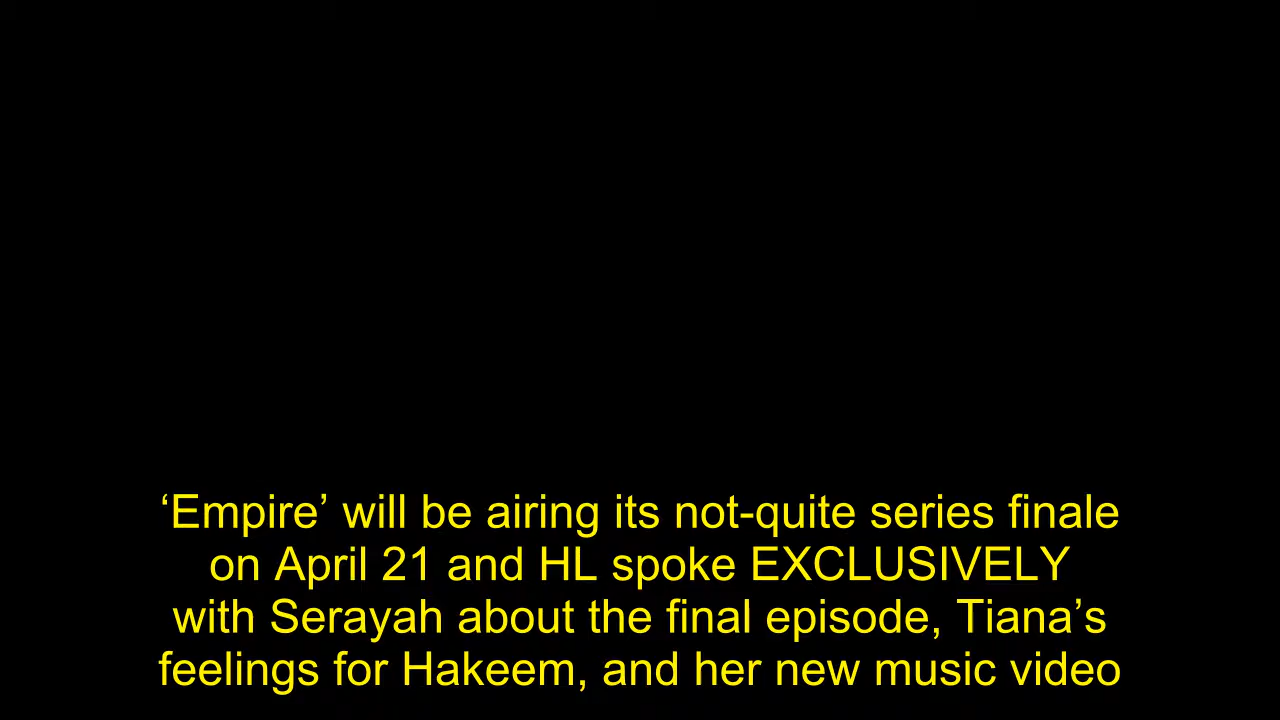 ‘Empire’ will be airing its not-quite series finale
on April 21 and HL spoke EXCLUSIVELY
with Serayah about the final episode, Tiana’s
feelings for Hakeem, and her new music video